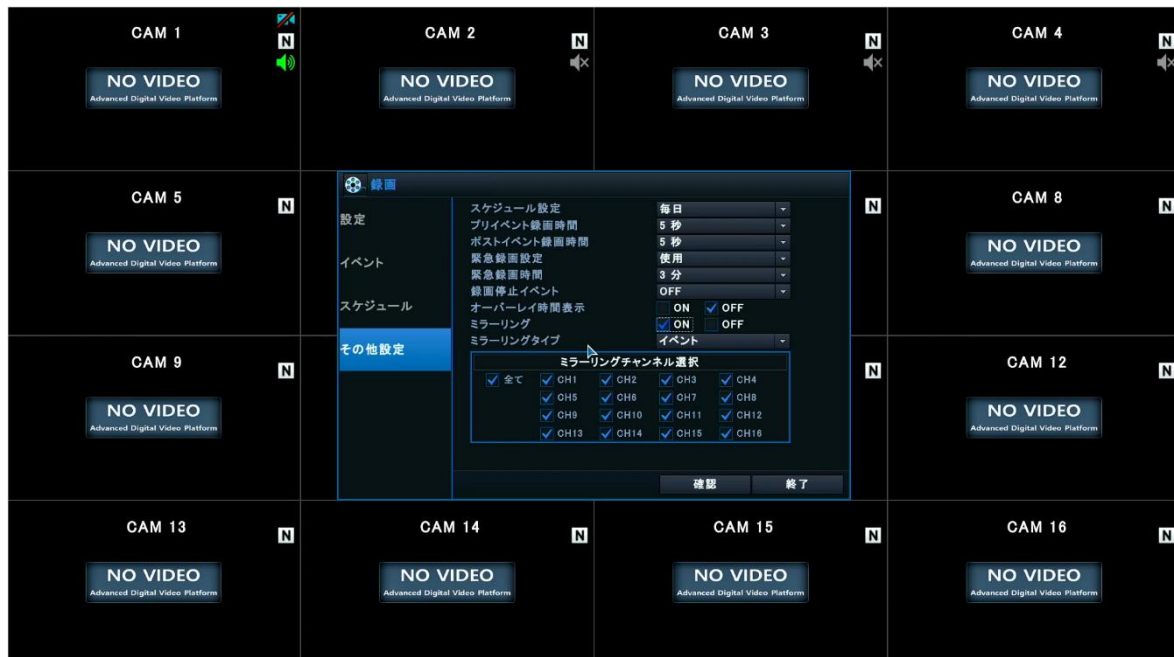 CAM 1
N
NO VIDEO
Advanced Digital Video Platform
CAM 2
N
NO VIDEO
Advanced Digital Video Platform
CAM 3
N
NO VIDEO
Advanced Digital Video Platform
CAM 4
N
NO VIDEO
Advanced Digital Video Platform
CAM 5
N
NO VIDEO
Advanced Digital Video Platform
N
CAM 8
N
NO VIDEO
Advanced Digital Video Platform
録画
設定
イベント
スケジュール
その他設定
スケジュール設定 毎日
プリイベント録画時間 5 秒
ポストイベント録画時間 5 秒
緊急録画設定 使用
緊急録画時間 3 分
録画停止イベント OFF
オーバーレイ時間表示 ON OFF
ミラーリング ON OFF
ミラーリングタイプ イベント
ミラーリングチャンネル選択
全て CH1 CH2 CH3 CH4
CH5 CH6 CH7 CH8
CH9 CH10 CH11 CH12
CH13 CH14 CH15 CH16
確認 終了
CAM 9
N
NO VIDEO
Advanced Digital Video Platform
N
CAM 12
N
NO VIDEO
Advanced Digital Video Platform
CAM 13
N
NO VIDEO
Advanced Digital Video Platform
CAM 14
N
NO VIDEO
Advanced Digital Video Platform
CAM 15
N
NO VIDEO
Advanced Digital Video Platform
CAM 16
N
NO VIDEO
Advanced Digital Video Platform